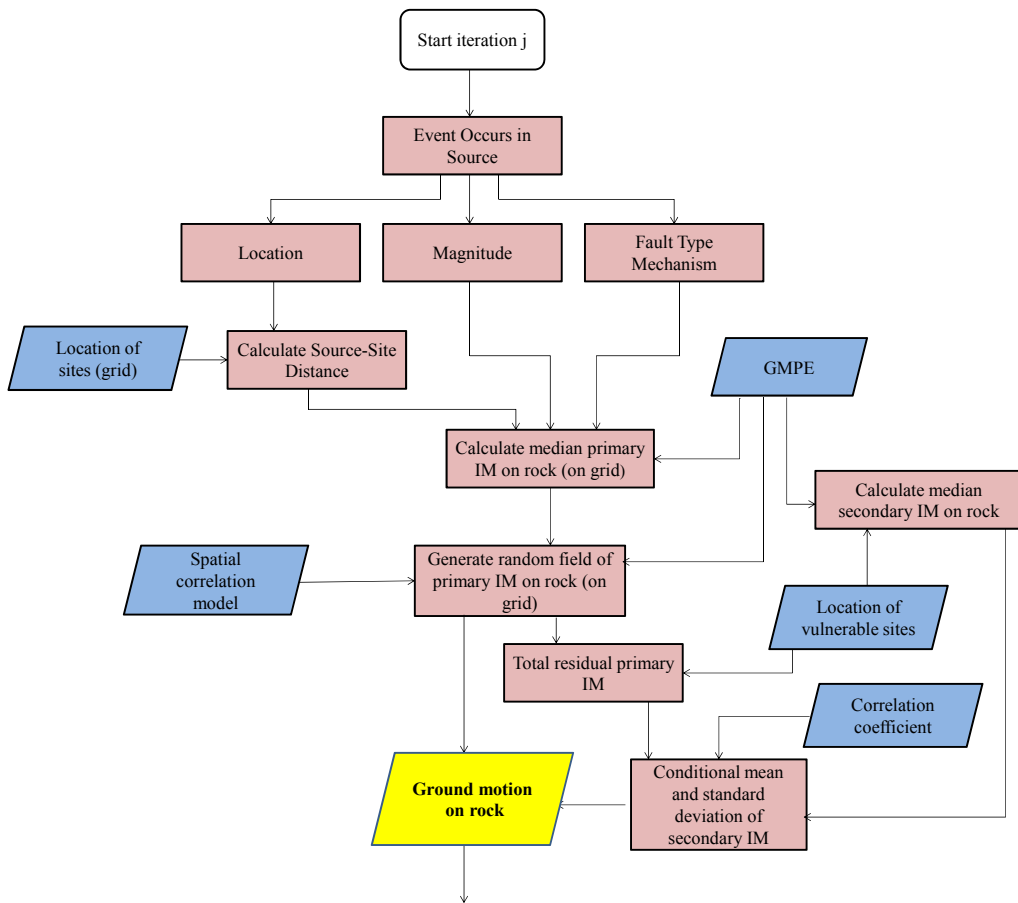 Start iteration j
Event Occurs in
Source
Location
Magnitude
Fault Type
Mechanism
Location of
sites (grid)
Calculate Source-Site
Distance
GMPE
Calculate median primary
IM on rock (on grid)
Calculate median
secondary IM on rock
Spatial
correlation
model
Generate random field of
primary IM on rock (on
grid)
Location of
vulnerable sites
Total residual primary
IM
Correlation
coefficient
Ground motion
on rock
Conditional mean
and standard
deviation of
secondary IM